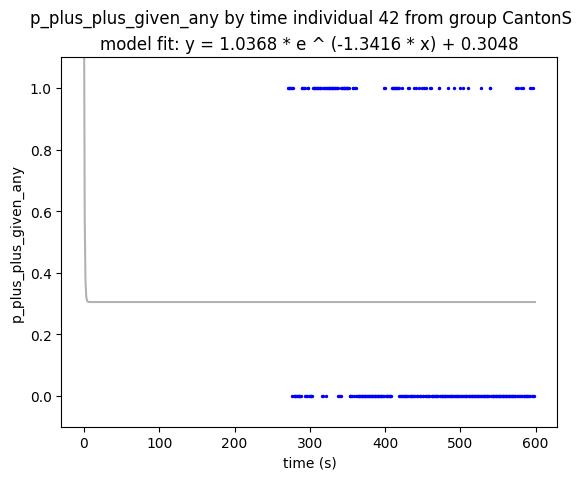 p_plus_plus_given_any by time individual 42 from group CantonS
model fit: y = 1.0368 * e ^ (-1.3416 * x) + 0.3048
p_plus_plus_given_any
1.0
0.8
0.6
0.4
0.2
0.0
0 100 200 300 400 500 600
time (s)